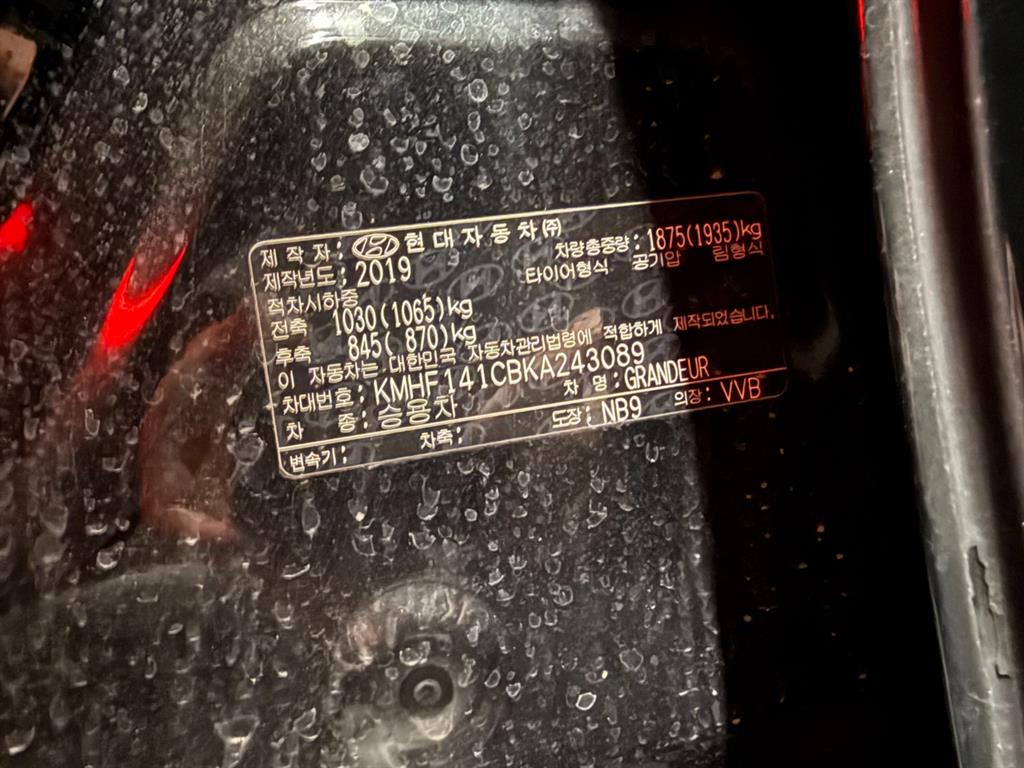 제 작 자: 현대자동차(주)
제작년도: 2019 차량총중량: 1875(1935)kg
적차시하중 타이어형식 공기압 림형식
전축 1030(1065)kg
후축 845( 870)kg
이 자동차는 대한민국 자동차관리법령에 적합하게 제작되었습니다.
차대번호: KMHF141CBKA243089
차 종: 승용차 차 명: GRANDEUR
변속기: 차축: 도장: NB9 의장: VVB